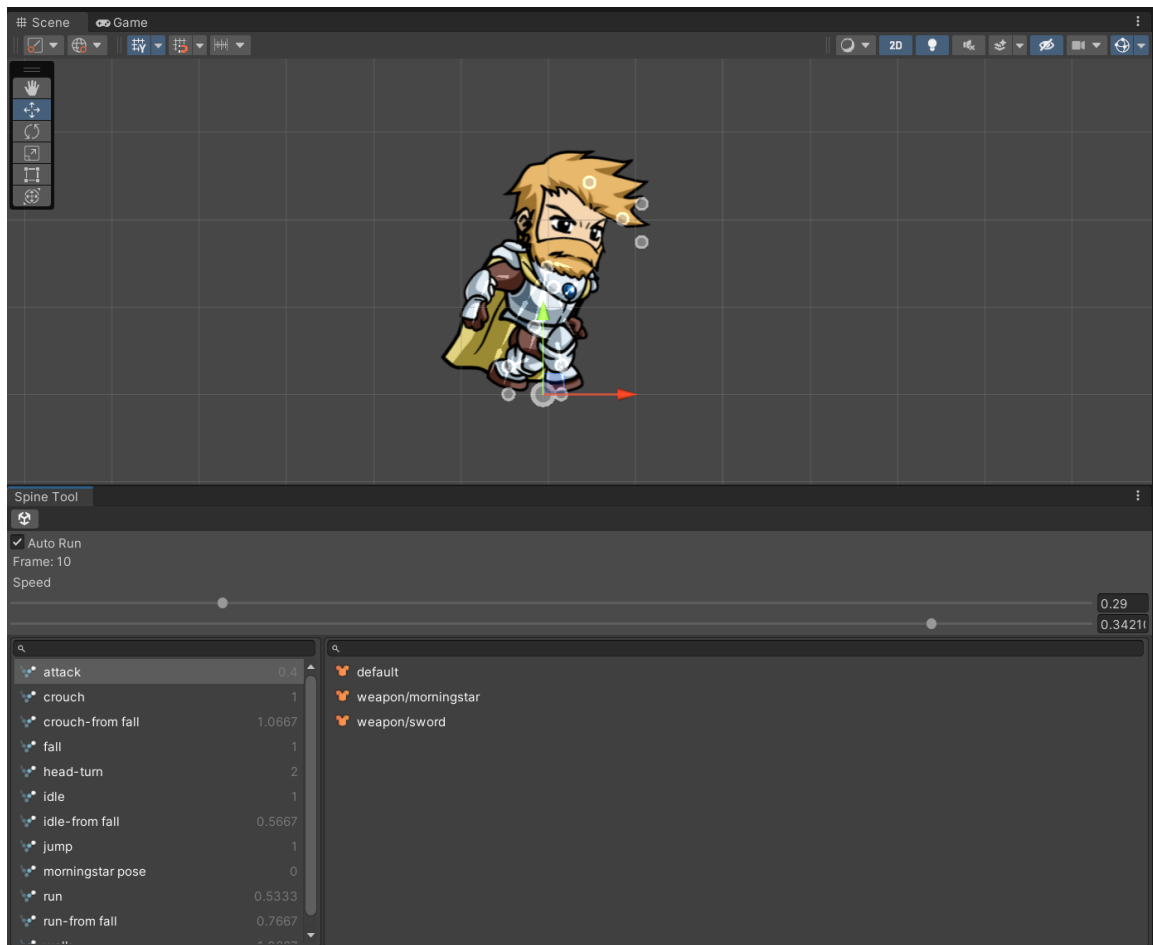 Scene Game
2D
Spine Tool
Auto Run
Frame: 10
Speed
0.29
0.3421
attack 0.4
crouch 1
crouch-from fall 1.0667
fall 1
head-turn 2
idle 1
idle-from fall 0.5667
jump 1
morningstar pose 0
run 0.5333
run-from fall 0.7667
default
weapon/morningstar
weapon/sword